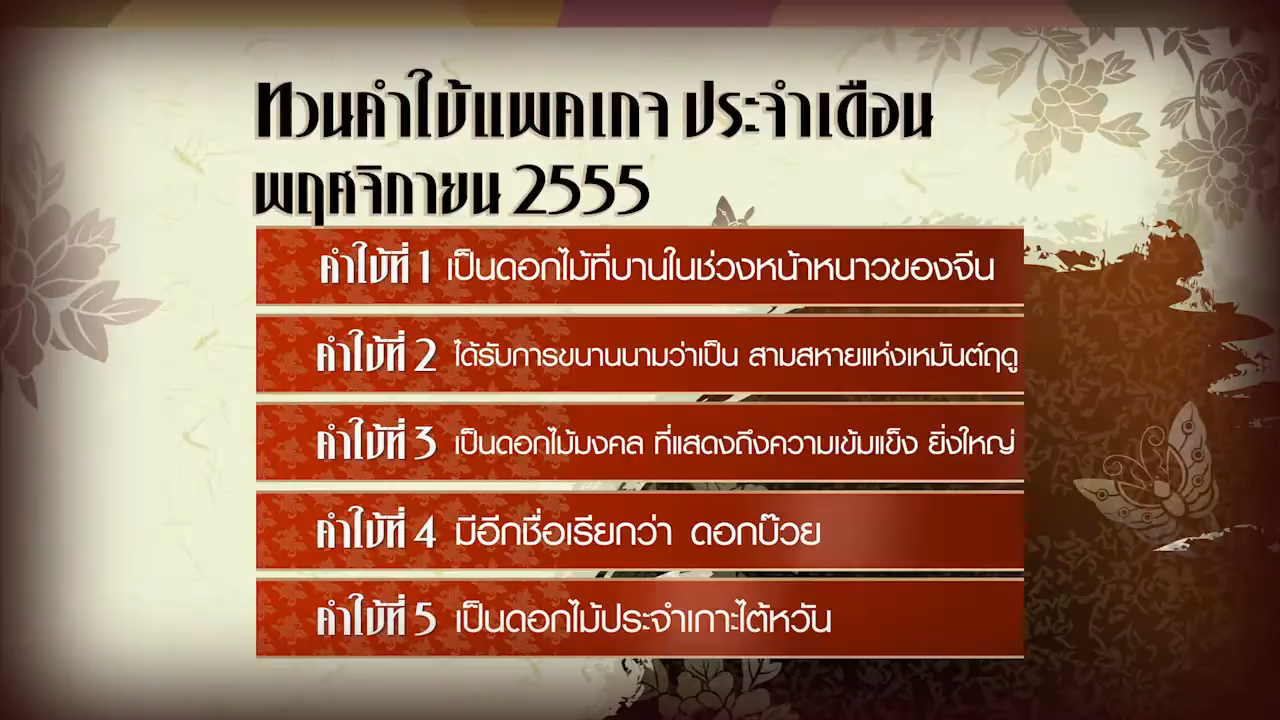 ทวนคำใบ้แพคเกจ ประจำเดือน
พฤศจิกายน 2555
คำใบ้ที่ 1 เป็นดอกไม้ที่บานในช่วงหน้าหนาวของจีน
คำใบ้ที่ 2 ได้รับการขนานนามว่าเป็น สามสหายแห่งเหมันต์ฤดู
คำใบ้ที่ 3 เป็นดอกไม้มงคล ที่แสดงถึงความเข้มแข็ง ยิ่งใหญ่
คำใบ้ที่ 4 มีอีกชื่อเรียกว่า ดอกบ๊วย
คำใบ้ที่ 5 เป็นดอกไม้ประจำเกาะไต้หวัน